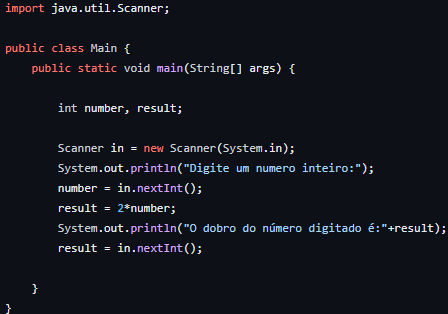 import java.util.Scanner;
public class Main {
public static void main(String[] args) {
int number, result;
Scanner in = new Scanner(System.in);
System.out.println("Digite um numero inteiro:");
number = in.nextInt();
result = 2*number;
System.out.println("O dobro do número digitado é:"+result);
result = in.nextInt();
}
}